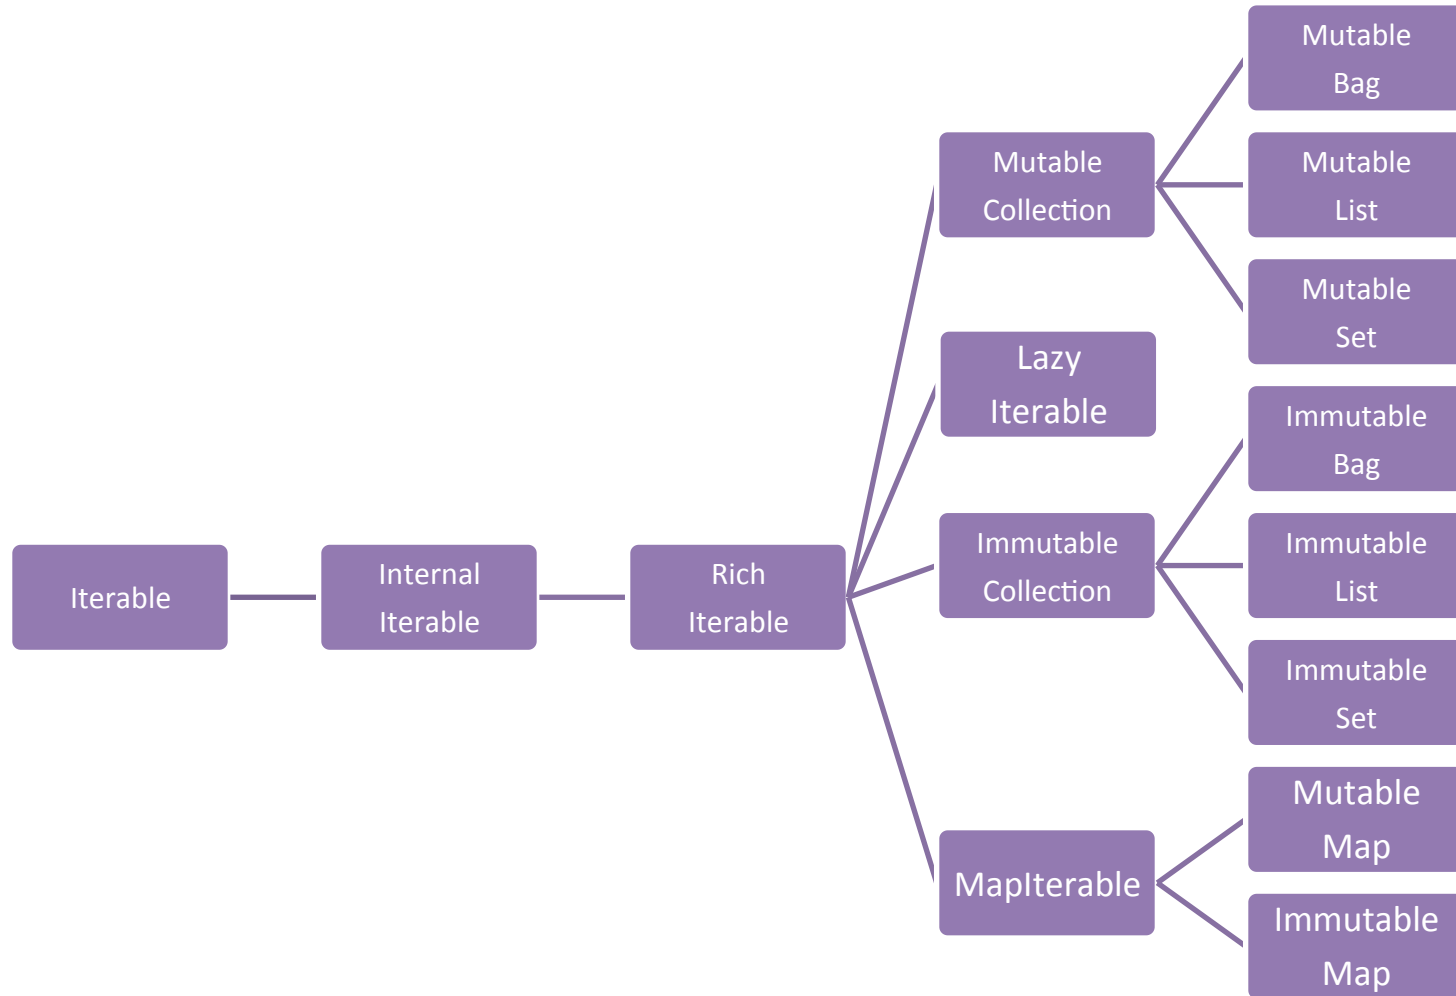 Iterable
Internal
Iterable
Rich
Iterable
Mutable
Collection
Lazy
Iterable
Immutable
Collection
MapIterable
Mutable
Bag
Mutable
List
Mutable
Set
Immutable
Bag
Immutable
List
Immutable
Set
Mutable
Map
Immutable
Map